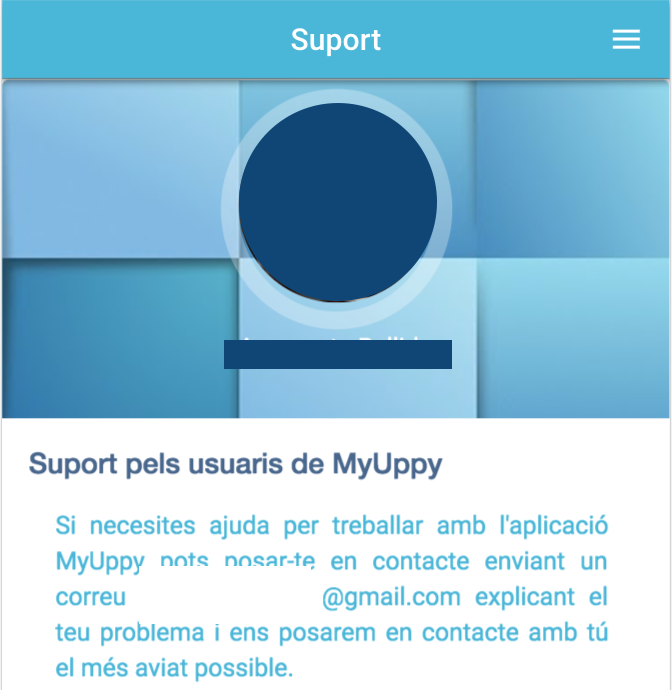 Suport
Suport pels usuaris de MyUppy
Si necesites ajuda per treballar amb l'aplicació
MyUppy pots posar-te en contacte enviant un
correu @gmail.com explicant el
teu problema i ens posarem en contacte amb tú
el més aviat possible.